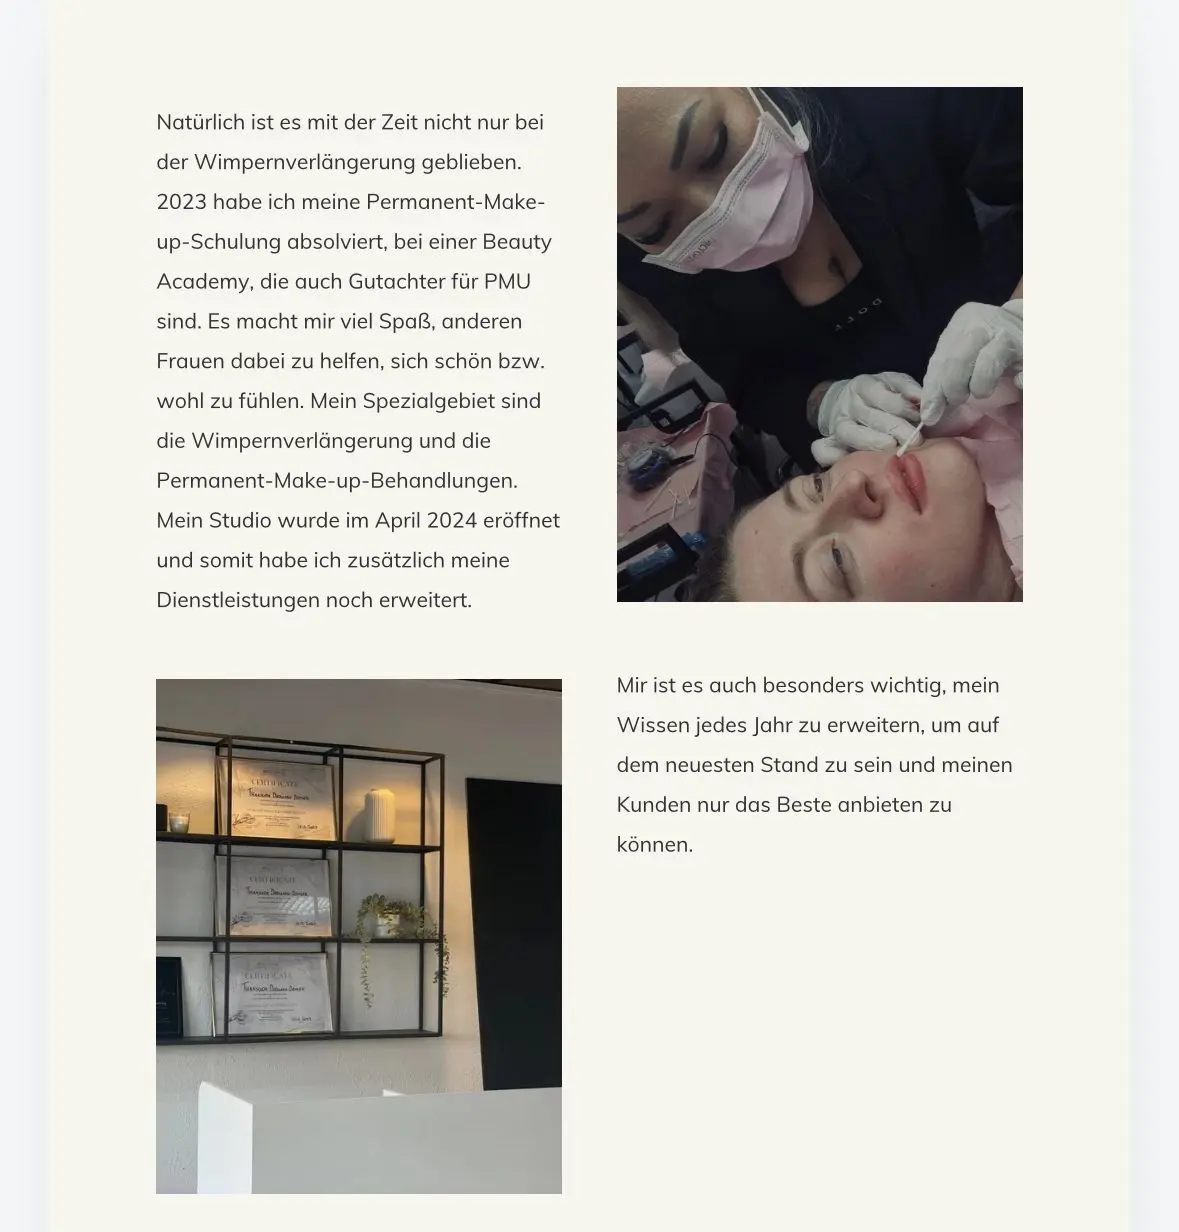 Natürlich ist es mit der Zeit nicht nur bei
der Wimpernverlängerung geblieben.
2023 habe ich meine Permanent-Make-
up-Schulung absolviert, bei einer Beauty
Academy, die auch Gutachter für PMU
sind. Es macht mir viel Spaß, anderen
Frauen dabei zu helfen, sich schön bzw.
wohl zu fühlen. Mein Spezialgebiet sind
die Wimpernverlängerung und die
Permanent-Make-up-Behandlungen.
Mein Studio wurde im April 2024 eröffnet
und somit habe ich zusätzlich meine
Dienstleistungen noch erweitert.
Mir ist es auch besonders wichtig, mein
Wissen jedes Jahr zu erweitern, um auf
dem neuesten Stand zu sein und meinen
Kunden nur das Beste anbieten zu
können.
CERTIFICATE
CERTIFICATE
CERTIFICATE